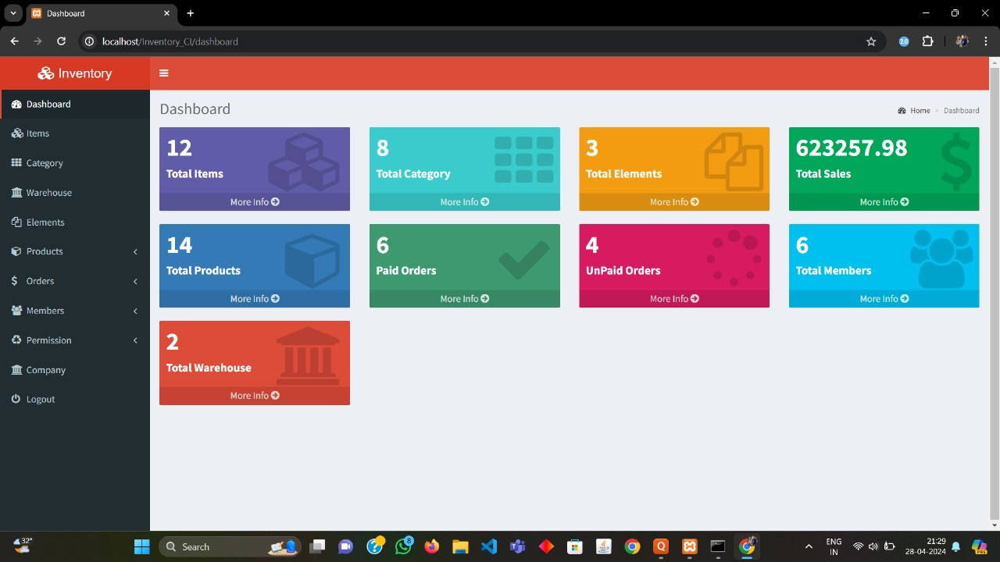 Dashboard
localhost/Inventory_CI/dashboard
2.0
Inventory
Dashboard
Items
Category
Warehouse
Elements
Products
Orders
Members
Permission
Company
Logout
Dashboard
Home > Dashboard
12
Total Items
More Info
8
Total Category
More Info
3
Total Elements
More Info
623257.98
Total Sales
More Info
14
Total Products
More Info
6
Paid Orders
More Info
4
UnPaid Orders
More Info
6
Total Members
More Info
2
Total Warehouse
More Info
32°
Search
8
ENG
IN
21:29
28-04-2024
PRE